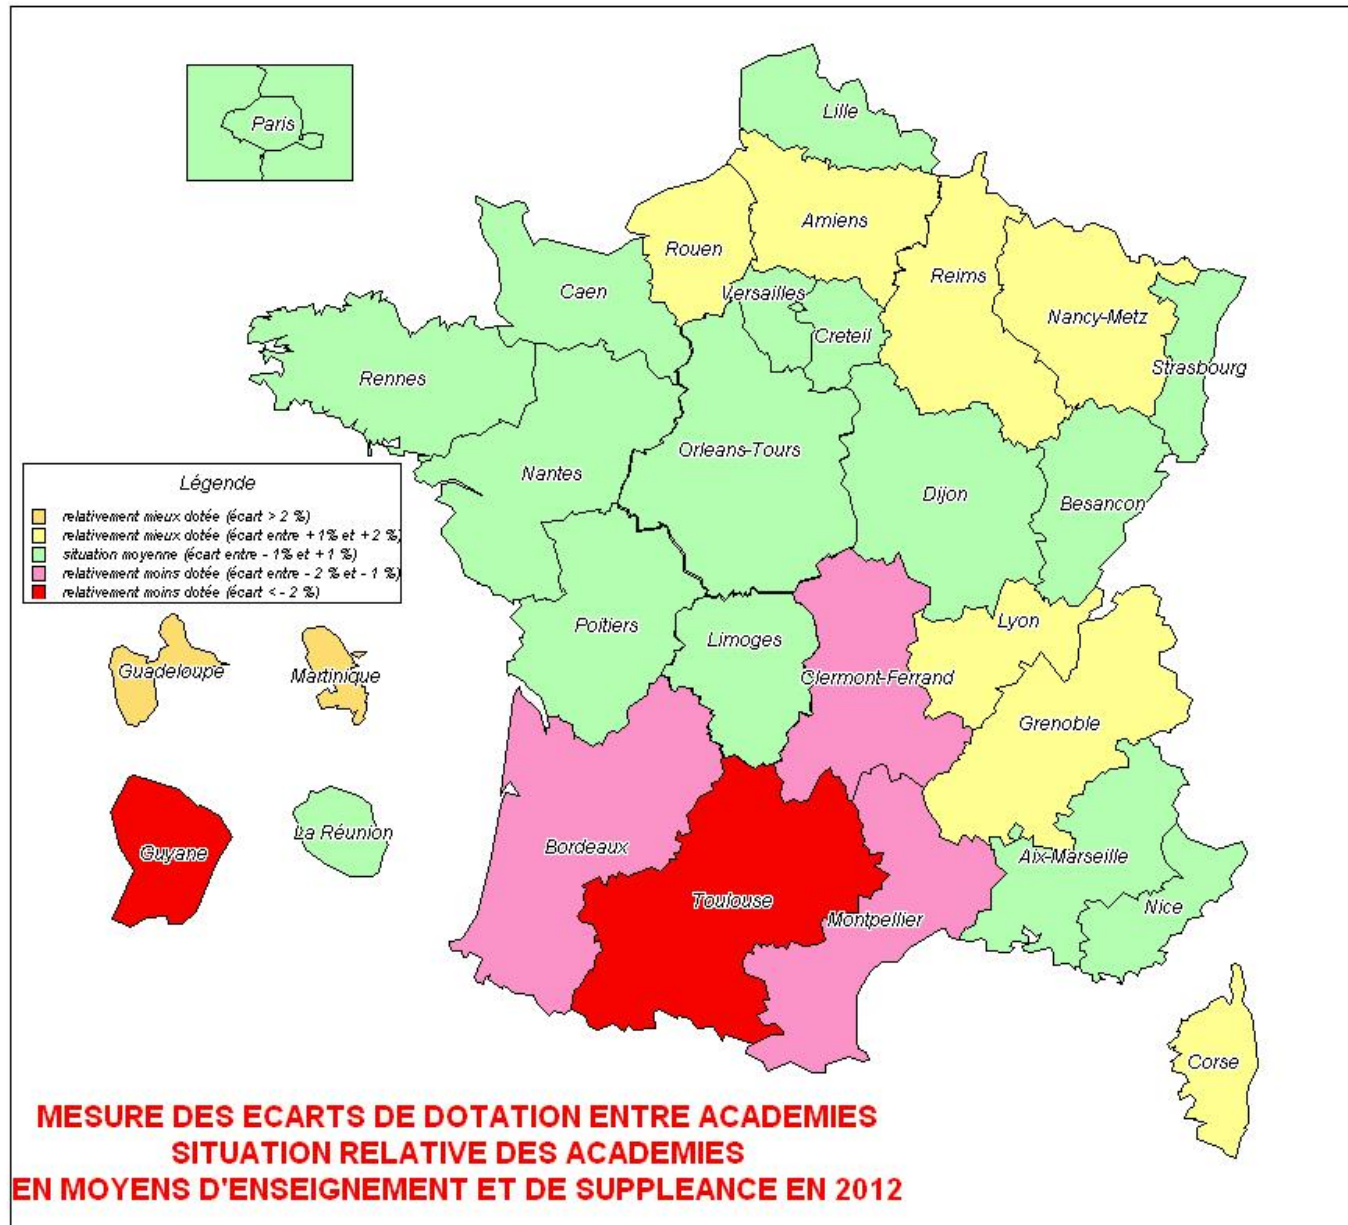 Paris
Lille
Amiens
Rouen
Reims
Caen
Versailles
Nancy-Metz
Creteil
Strasbourg
Rennes
Orleans-Tours
Nantes
Dijon
Besancon
Légende
relativement mieux dotée (écart > 2 %)
relativement mieux dotée (écart entre +1% et +2 %)
situation moyenne (écart entre - 1% et +1 %)
relativement moins dotée (écart entre - 2 % et - 1 %)
relativement moins dotée (écart < - 2 %)
Poitiers
Limoges
Lyon
Guadeloupe
Martinique
Clermont-Ferrand
Grenoble
Guyane
La Réunion
Bordeaux
Aix-Marseille
Toulouse
Montpellier
Nice
Corse
MESURE DES ECARTS DE DOTATION ENTRE ACADEMIES
SITUATION RELATIVE DES ACADEMIES
EN MOYENS D'ENSEIGNEMENT ET DE SUPPLEANCE EN 2012